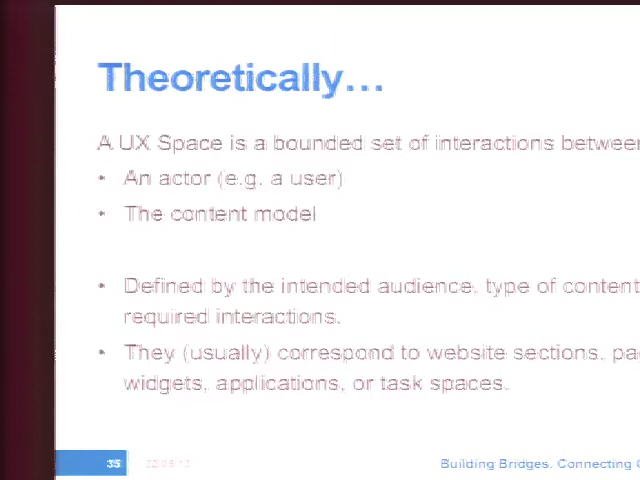 Theoretically...
A UX Space is a bounded set of interactions between
• An actor (e.g. a user)
• The content model
• Defined by the intended audience, type of content
required interactions.
• They (usually) correspond to website sections,
widgets, applications, or task spaces.
35
Building Bridges. Connecting